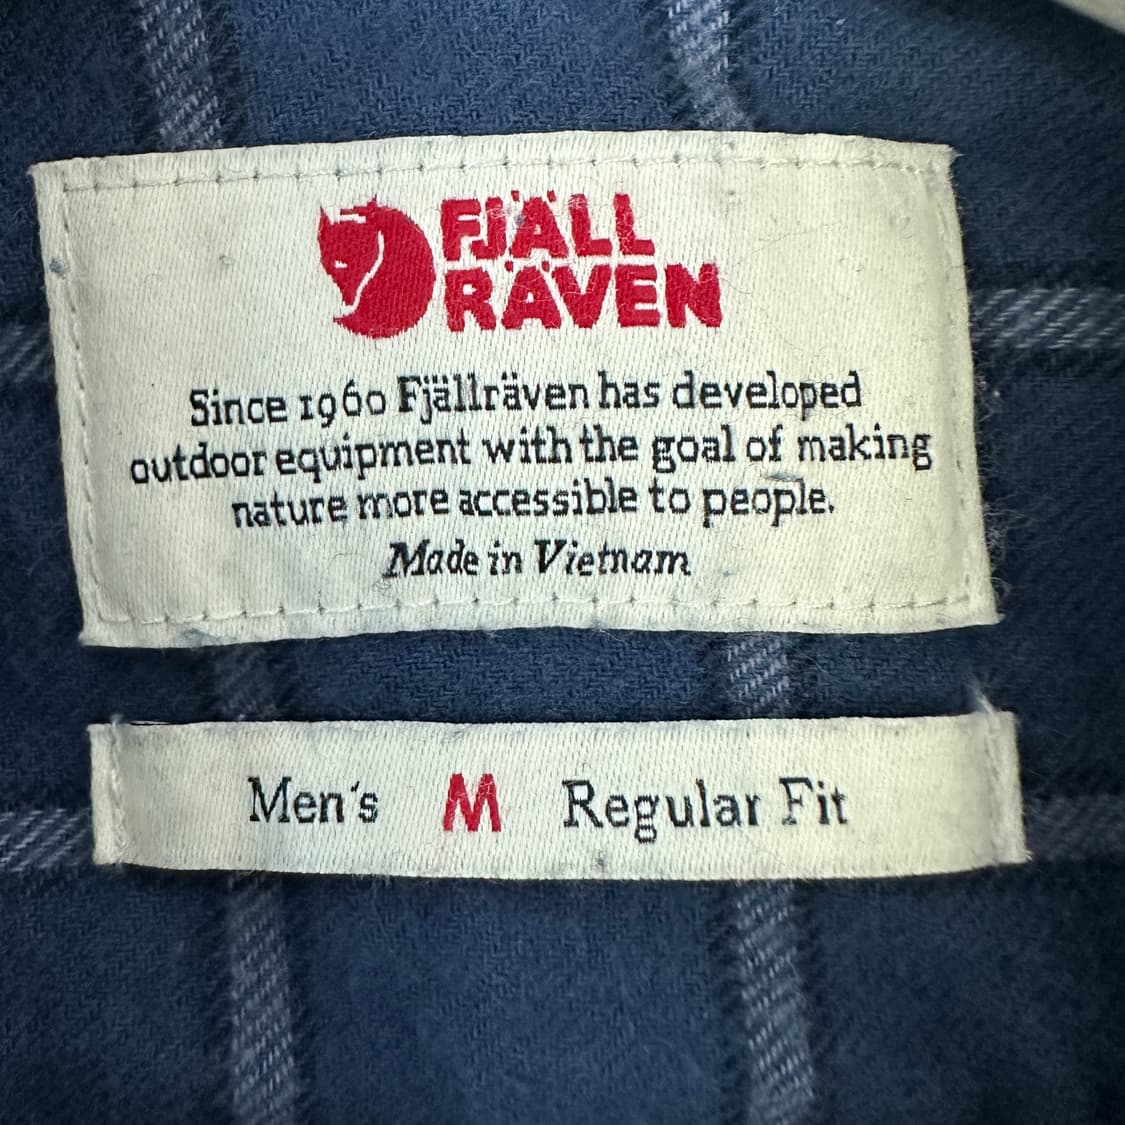 FJÄLL
RÄVEN
Since 1960 Fjällräven has developed
outdoor equipment with the goal of making
nature more accessible to people.
Made in Vietnam
Men's M Regular Fit